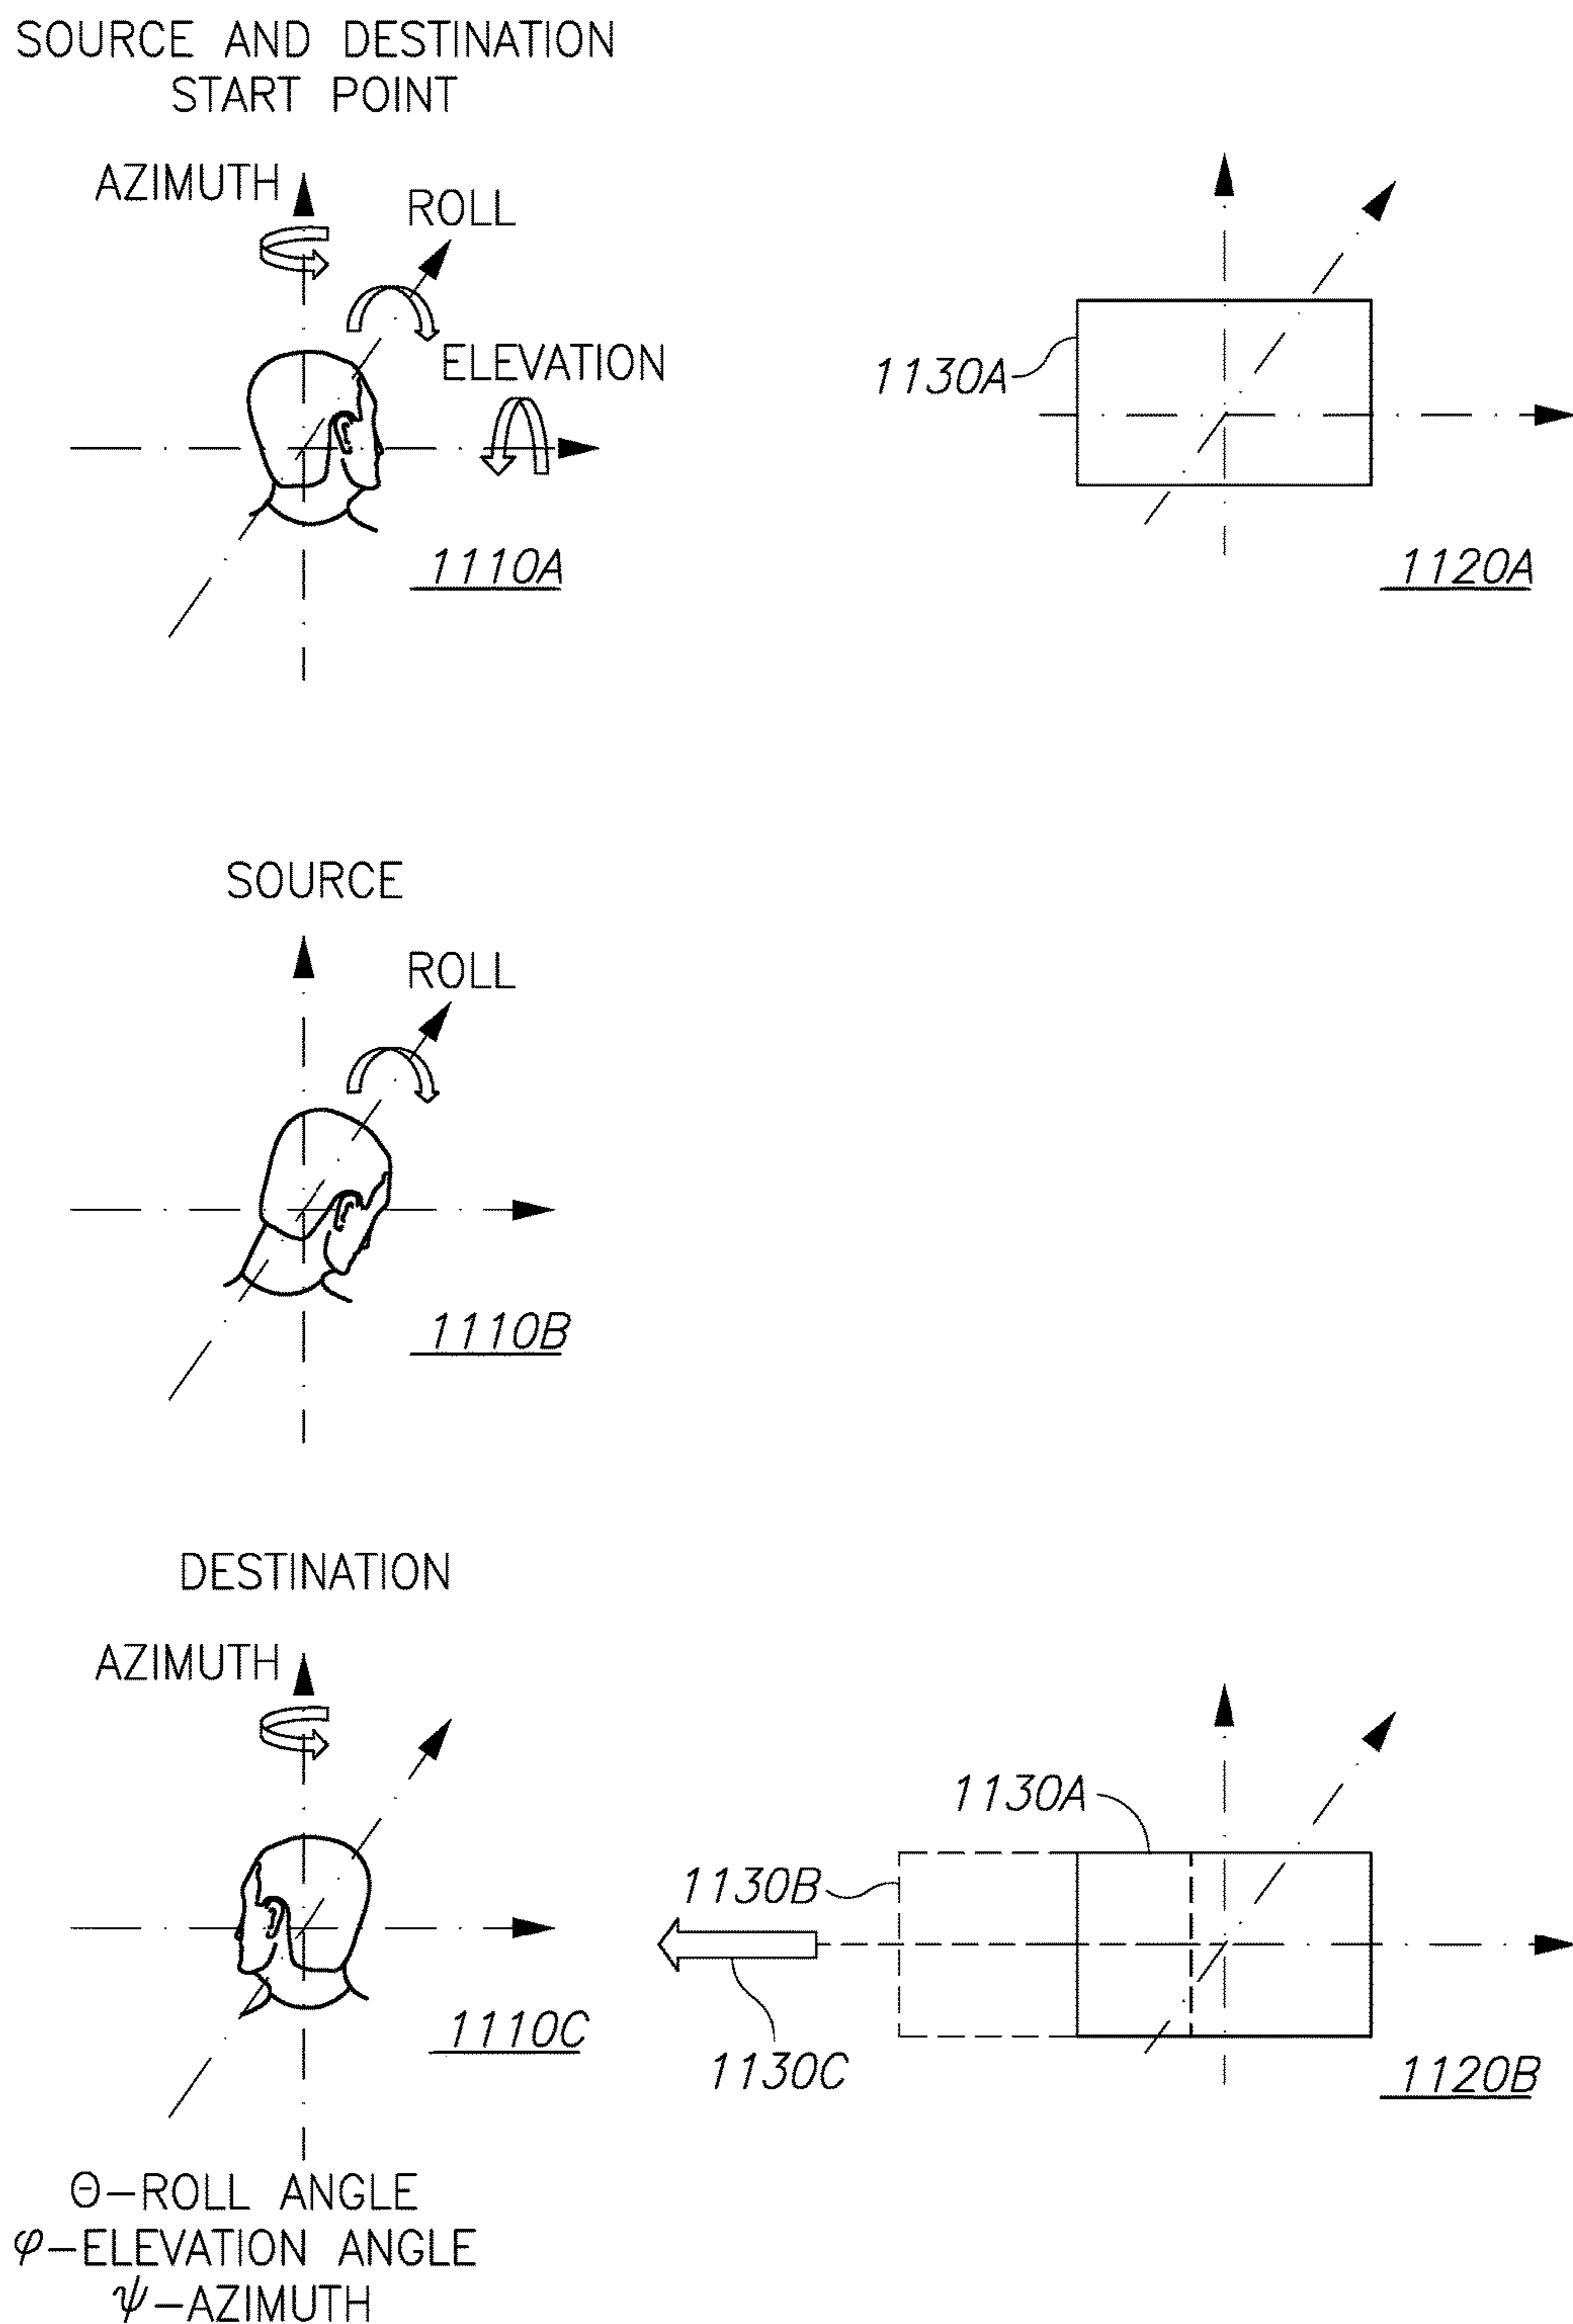 SOURCE AND DESTINATION
START POINT
AZIMUTH
ROLL
ELEVATION
1130A
1110A
1120A
SOURCE
ROLL
1110B
DESTINATION
AZIMUTH
1130A
1130B
1110C
1130C
1120B
Θ-ROLL ANGLE
φ-ELEVATION ANGLE
ψ-AZIMUTH